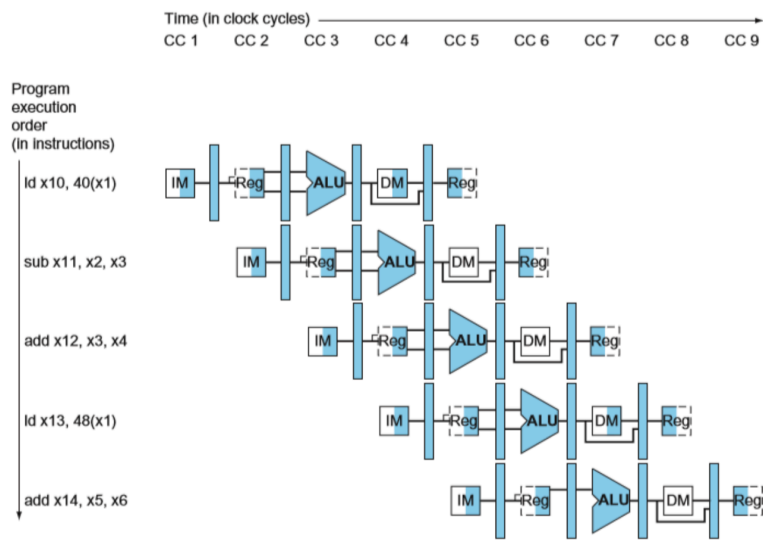 Time (in clock cycles)
CC 1 CC 2 CC 3 CC 4 CC 5 CC 6 CC 7 CC 8 CC 9
Program
execution
order
(in instructions)
ld x10, 40(x1) IM Reg ALU DM Reg
sub x11, x2, x3 IM Reg ALU DM Reg
add x12, x3, x4 IM Reg ALU DM Reg
ld x13, 48(x1) IM Reg ALU DM Reg
add x14, x5, x6 IM Reg ALU DM Reg